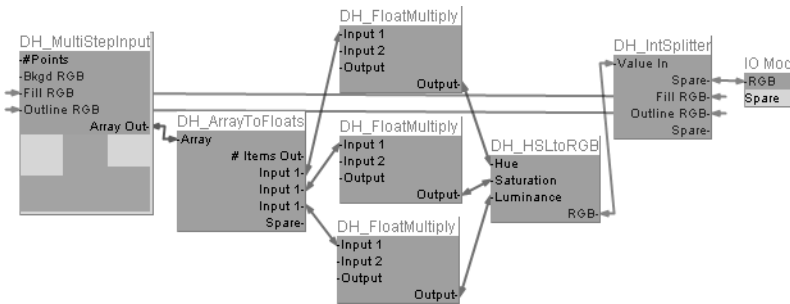 DH_MultiStepInput
#Points
Bkgd RGB
Fill RGB
Outline RGB
Array Out
DH_ArrayToFloats
Array
# Items Out
Input 1
Input 1
Input 1
Spare
DH_FloatMultiply
Input 1
Input 2
Output
Output
DH_FloatMultiply
Input 1
Input 2
Output
Output
DH_FloatMultiply
Input 1
Input 2
Output
Output
DH_HSLtoRGB
Hue
Saturation
Luminance
RGB
DH_IntSplitter
Value In
Spare
Fill RGB
Outline RGB
Spare
IO Mod
RGB
Spare